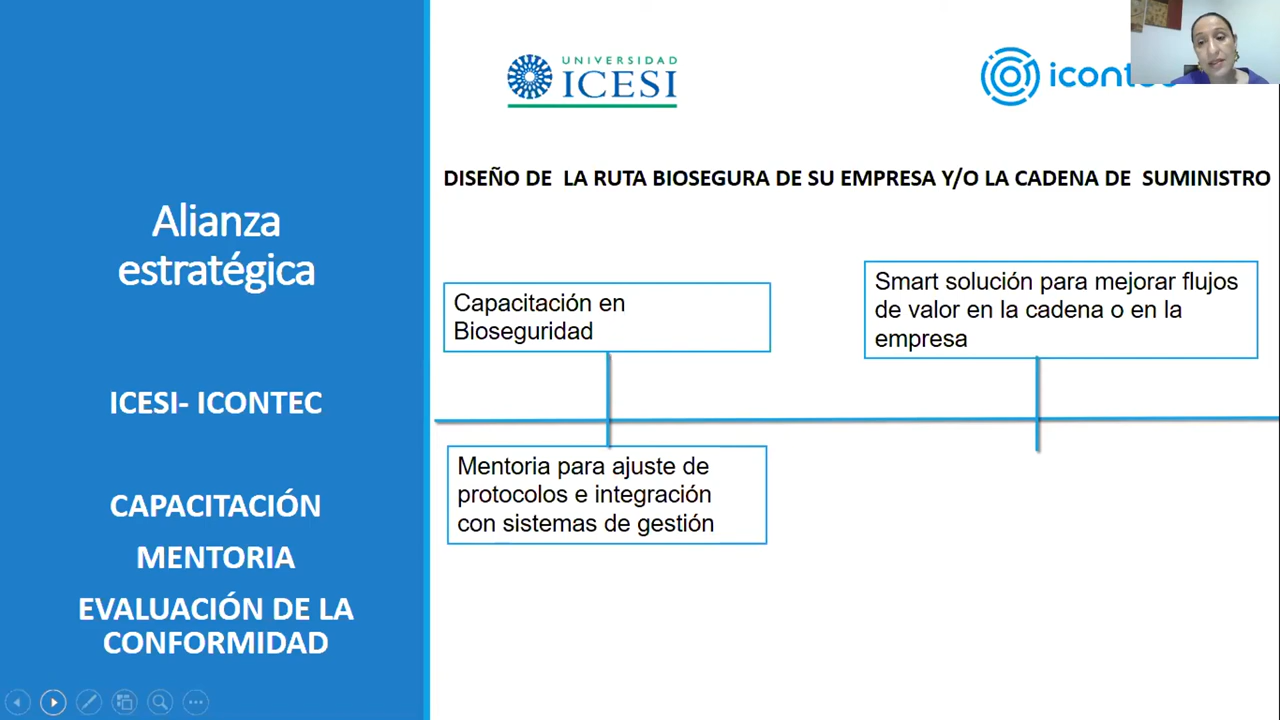 Alianza
estratégica
ICESI- ICONTEC
CAPACITACIÓN
MENTORIA
EVALUACIÓN DE LA
CONFORMIDAD
UNIVERSIDAD
ICESI
DISEÑO DE LA RUTA BIOSEGURA DE SU EMPRESA Y/O LA CADENA DE SUMINISTRO
Capacitación en
Bioseguridad
Smart solución para mejorar flujos
de valor en la cadena o en la
empresa
Mentoria para ajuste de
protocolos e integración
con sistemas de gestión